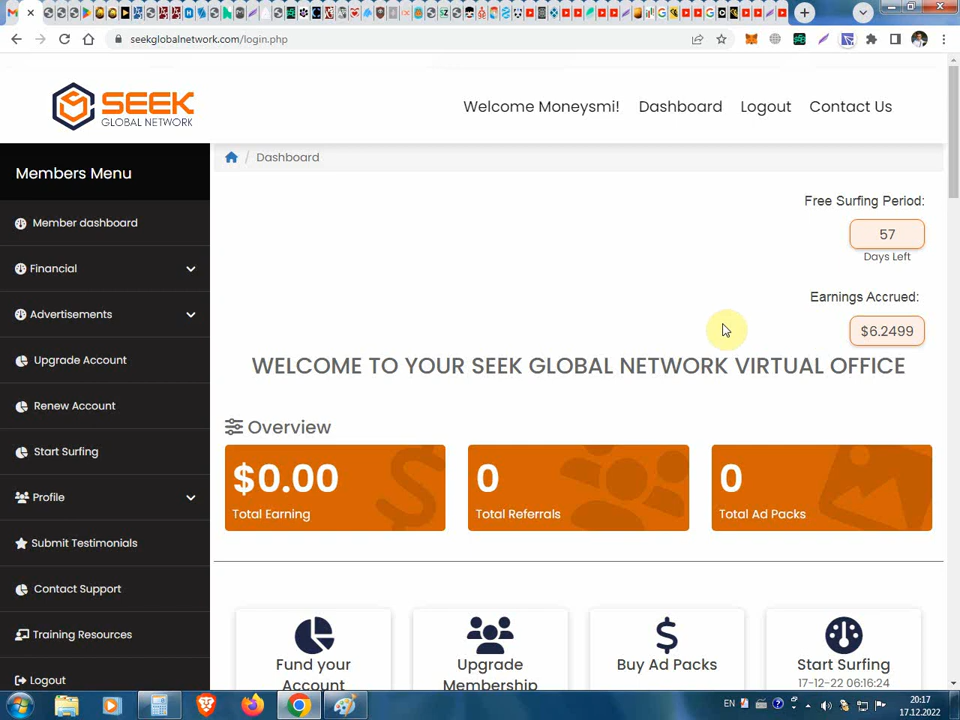 seekglobalnetwork.com/login.php
SEEK
GLOBAL NETWORK
Welcome Moneysmi!
Dashboard
Logout
Contact Us
Members Menu
Member dashboard
Financial
Advertisements
Upgrade Account
Renew Account
Start Surfing
Profile
Submit Testimonials
Contact Support
Training Resources
Logout
/ Dashboard
Free Surfing Period:
57
Days Left
Earnings Accrued:
$6.2499
WELCOME TO YOUR SEEK GLOBAL NETWORK VIRTUAL OFFICE
Overview
$0.00
Total Earning
0
Total Referrals
0
Total Ad Packs
Fund your
Account
Upgrade
Membership
Buy Ad Packs
Start Surfing
17-12-22 06:16:24
EN
20:17
17.12.2022